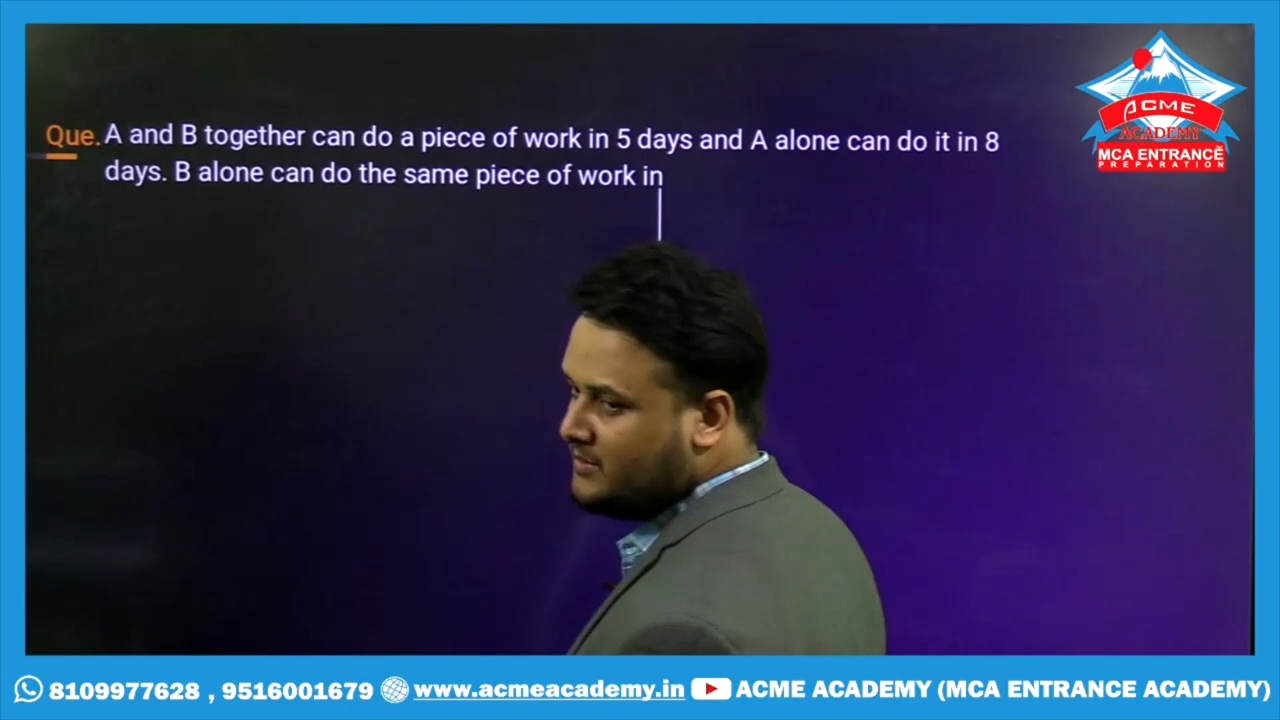 Que. A and B together can do a piece of work in 5 days and A alone can do it in 8
days. B alone can do the same piece of work in
ACME
ACADEMY
MCA ENTRANCE
PREPARATION
8109977628 , 9516001679 www.acmeacademy.in ACME ACADEMY (MCA ENTRANCE ACADEMY)